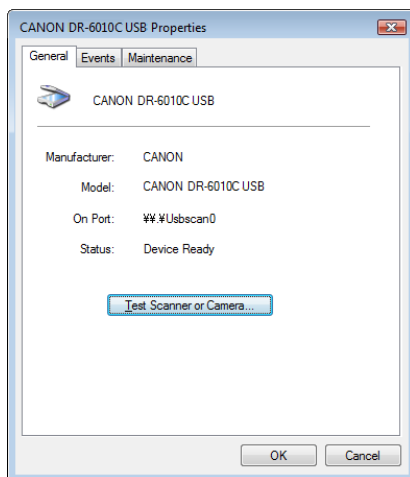 CANON DR-6010C USB Properties
General Events Maintenance
CANON DR-6010C USB
Manufacturer: CANON
Model: CANON DR-6010C USB
On Port: ¥¥.¥Usbscan0
Status: Device Ready
Test Scanner or Camera...
OK Cancel